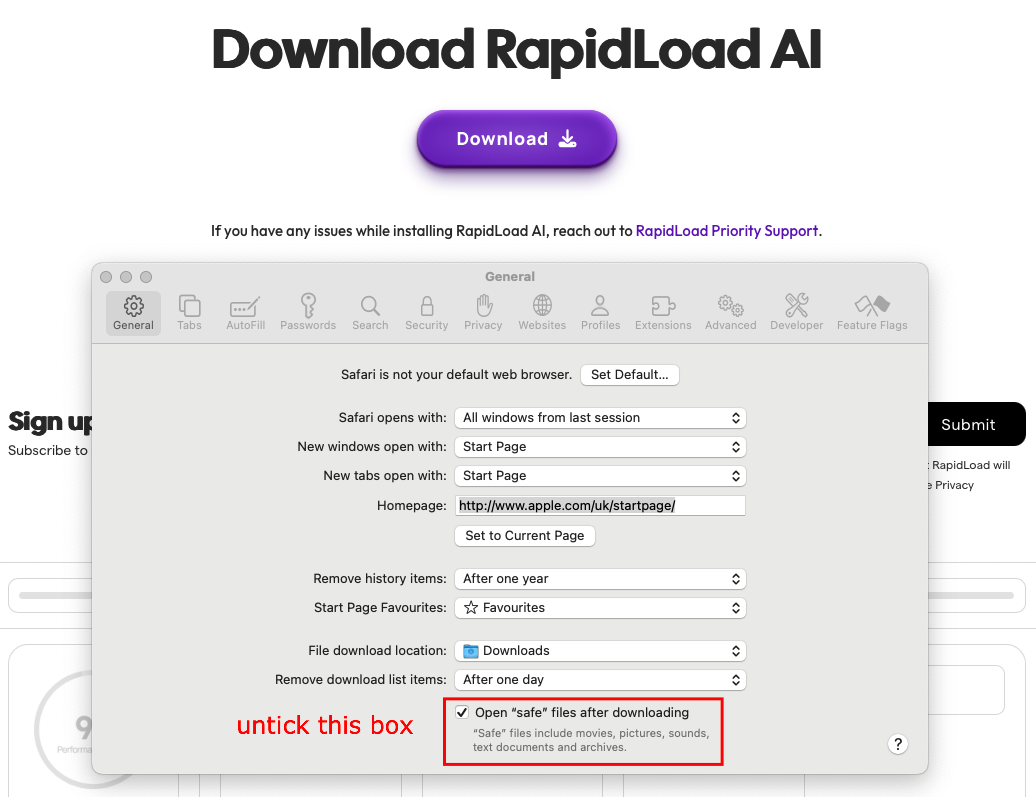 Download RapidLoad AI
Download
If you have any issues while installing RapidLoad AI, reach out to RapidLoad Priority Support.
General
General Tabs AutoFill Passwords Search Security Privacy Websites Profiles Extensions Advanced Developer Feature Flags
Safari is not your default web browser. Set Default...
Safari opens with: All windows from last session
New windows open with: Start Page
New tabs open with: Start Page
Homepage: http://www.apple.com/uk/startpage/
Set to Current Page
Remove history items: After one year
Start Page Favourites: Favourites
File download location: Downloads
Remove download list items: After one day
untick this box
Open “safe” files after downloading
“Safe” files include movies, pictures, sounds,
text documents and archives.
?
Sign up
Subscribe to
Submit
RapidLoad will
Privacy
9